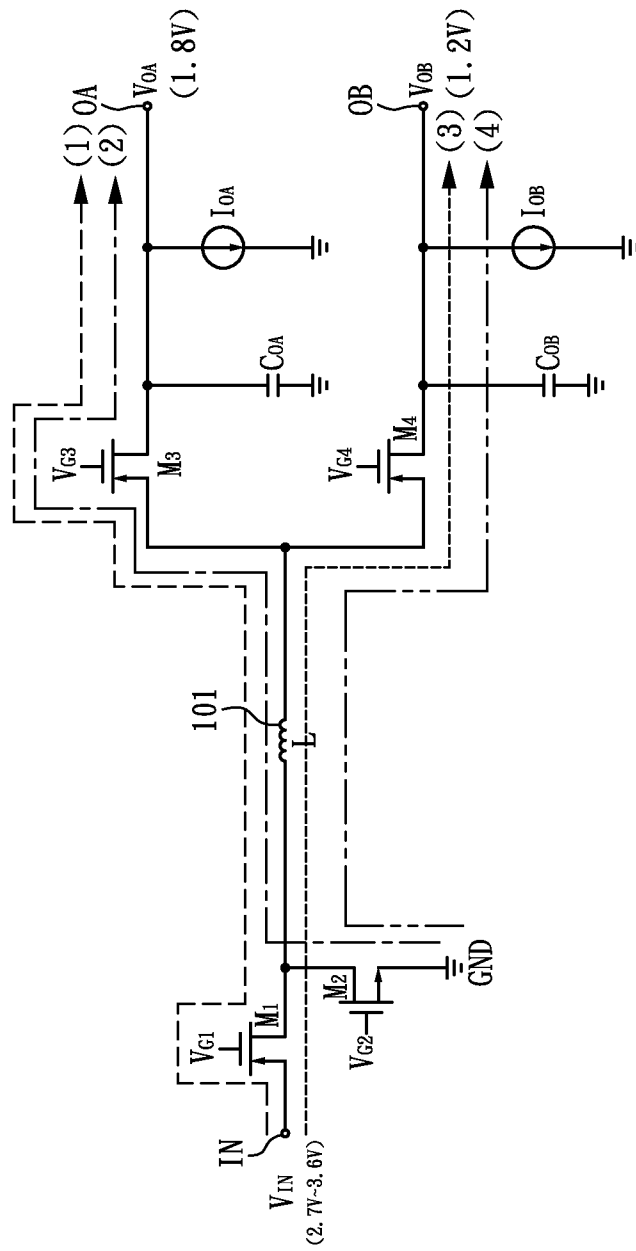 IN
VIN
(2.7V~3.6V)
VG1
M1
VG2
M2
GND
101
L
VG3
M3
VG4
M4
COA
COB
IOA
IOB
(1)
(2)
OA
VOA
(1.8V)
OB
VOB
(1.2V)
(3)
(4)